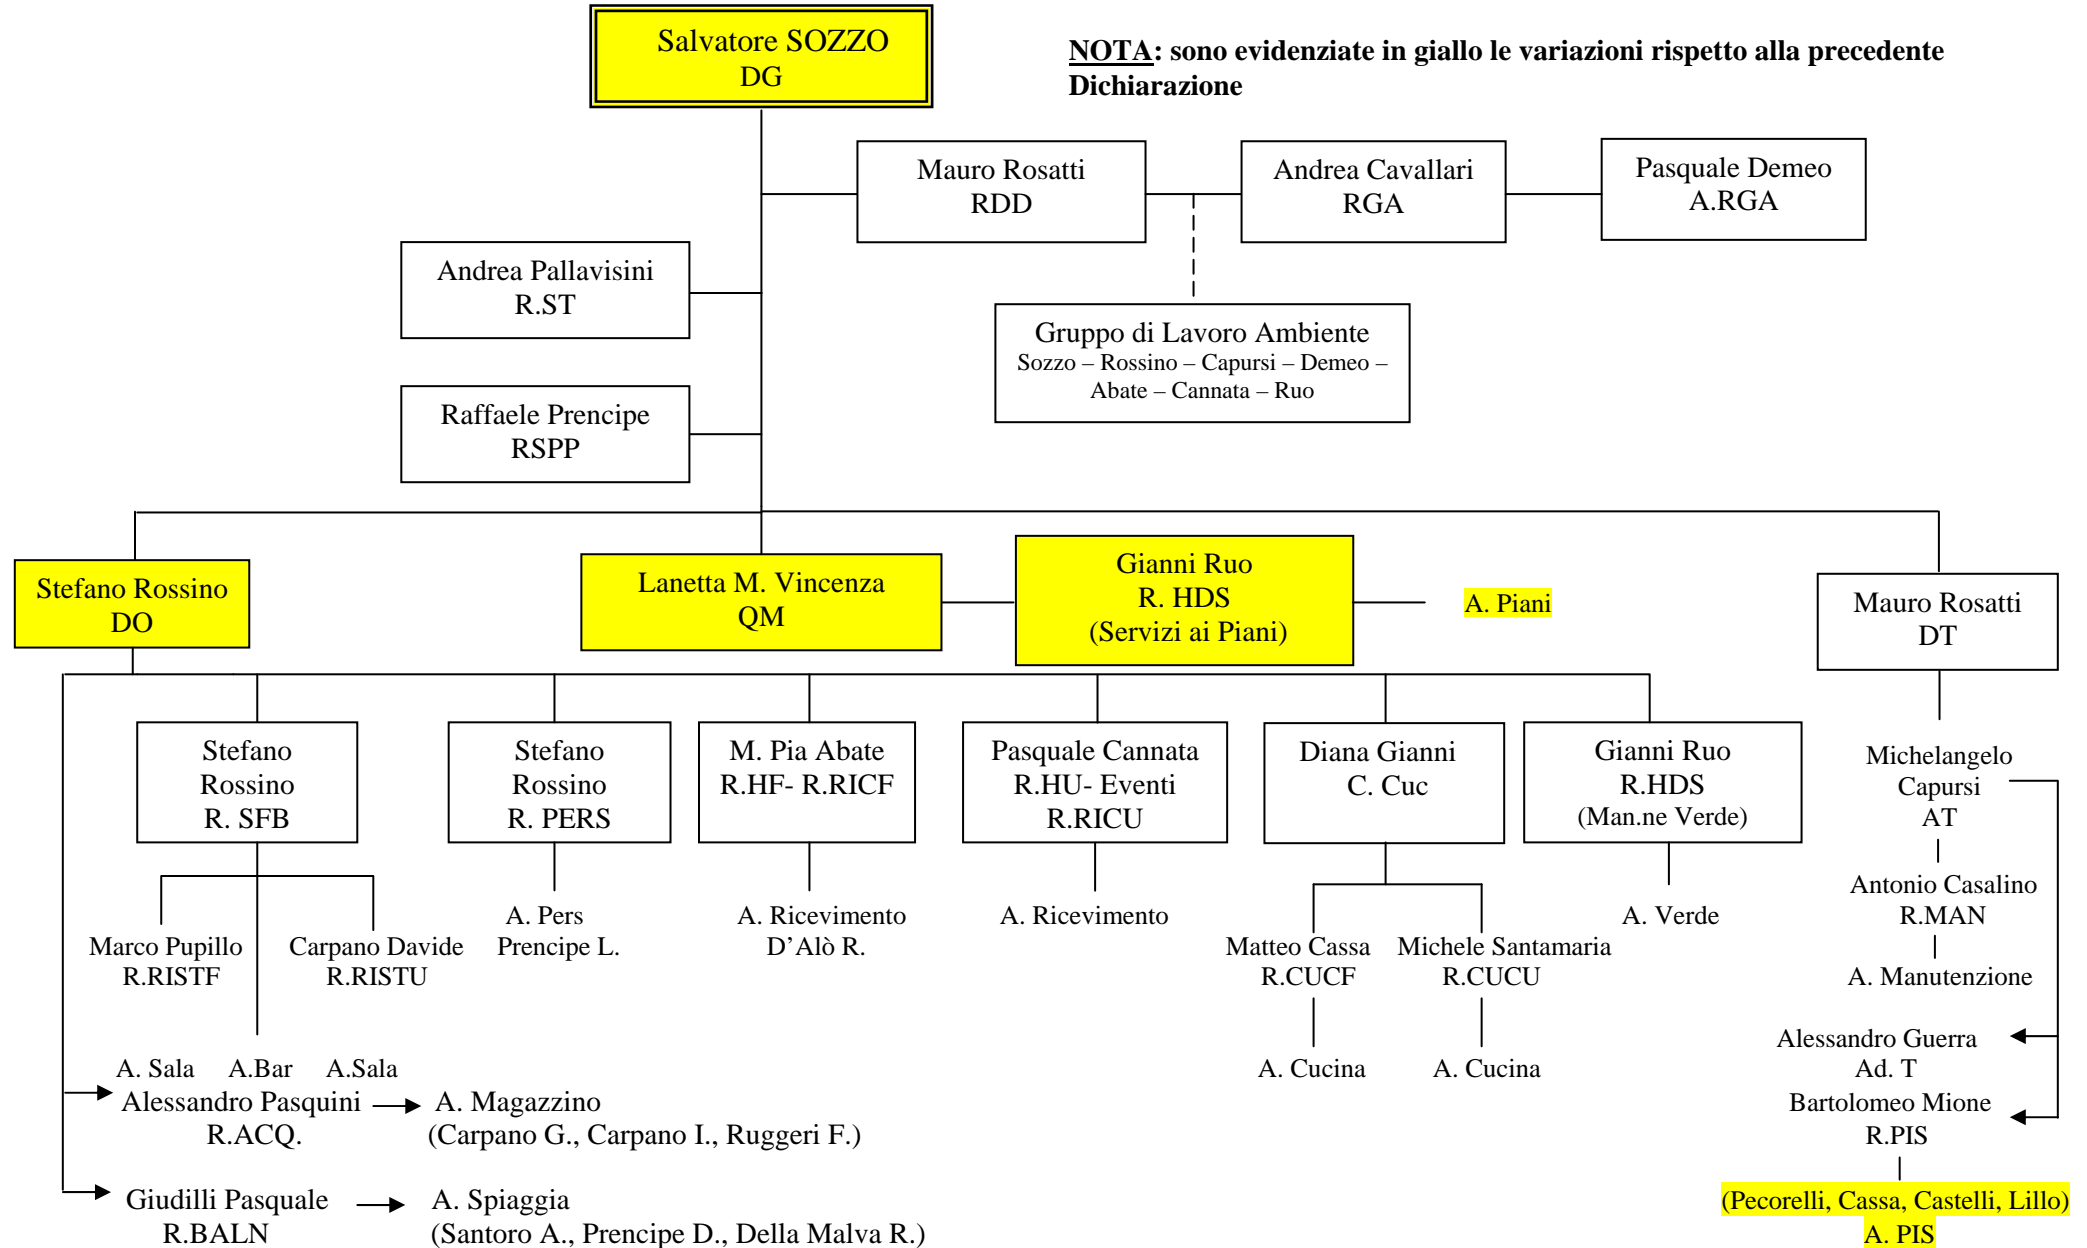 Salvatore SOZZO
DG
NOTA: sono evidenziate in giallo le variazioni rispetto alla precedente
Dichiarazione
Mauro Rosatti
RDD
Andrea Cavallari
RGA
Pasquale Demeo
A.RGA
Andrea Pallavisini
R.ST
Gruppo di Lavoro Ambiente
Sozzo – Rossino – Capursi – Demeo –
Abate – Cannata – Ruo
Raffaele Prencipe
RSPP
Stefano Rossino
DO
Lanetta M. Vincenza
QM
Gianni Ruo
R. HDS
(Servizi ai Piani)
A. Piani
Mauro Rosatti
DT
Stefano
Rossino
R. SFB
Stefano
Rossino
R. PERS
M. Pia Abate
R.HF- R.RICF
Pasquale Cannata
R.HU- Eventi
R.RICU
Diana Gianni
C. Cuc
Gianni Ruo
R.HDS
(Man.ne Verde)
Michelangelo
Capursi
AT
Marco Pupillo
R.RISTF
Carpano Davide
R.RISTU
A. Pers
Prencipe L.
A. Ricevimento
D'Alò R.
A. Ricevimento
Matteo Cassa
R.CUCF
Michele Santamaria
R.CUCU
A. Verde
Antonio Casalino
R.MAN
A. Manutenzione
A. Sala A.Bar A.Sala
A. Cucina
A. Cucina
Alessandro Guerra
Ad. T
Alessandro Pasquini
R.ACQ.
A. Magazzino
(Carpano G., Carpano I., Ruggeri F.)
Bartolomeo Mione
R.PIS
Giudilli Pasquale
R.BALN
A. Spiaggia
(Santoro A., Prencipe D., Della Malva R.)
(Pecorelli, Cassa, Castelli, Lillo)
A. PIS